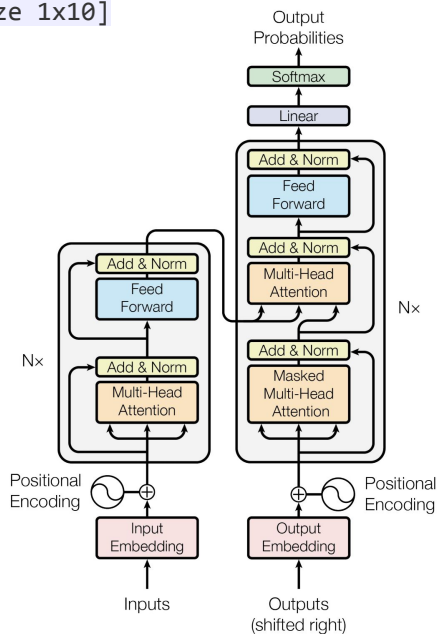 ze 1x10]
Output
Probabilities
Softmax
Linear
Add & Norm
Feed
Forward
Add & Norm
Multi-Head
Attention
Nx
Add & Norm
Masked
Multi-Head
Attention
Add & Norm
Feed
Forward
Nx
Add & Norm
Multi-Head
Attention
Positional
Encoding
Positional
Encoding
Input
Embedding
Output
Embedding
Inputs
Outputs
(shifted right)